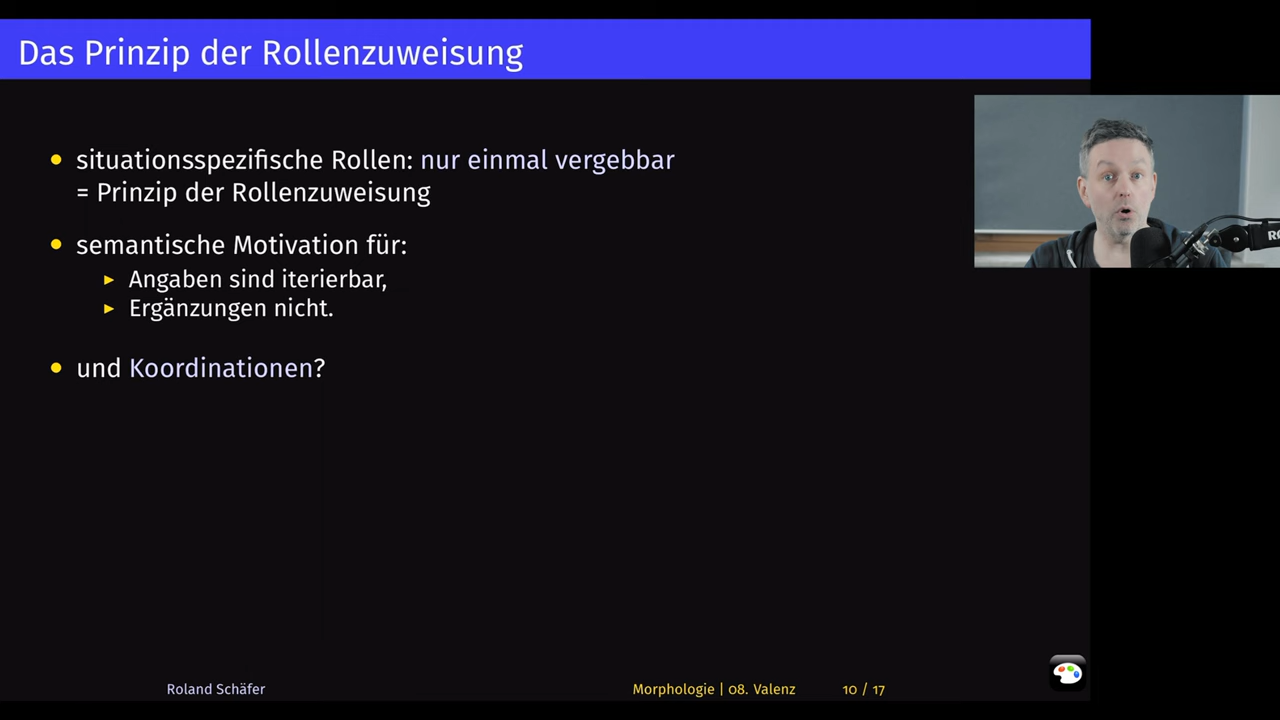 Das Prinzip der Rollenzuweisung
• situationsspezifische Rollen: nur einmal vergebbar
= Prinzip der Rollenzuweisung
• semantische Motivation für:
▸ Angaben sind iterierbar,
▸ Ergänzungen nicht.
• und Koordinationen?
Roland Schäfer
Morphologie | 08. Valenz
10 / 17